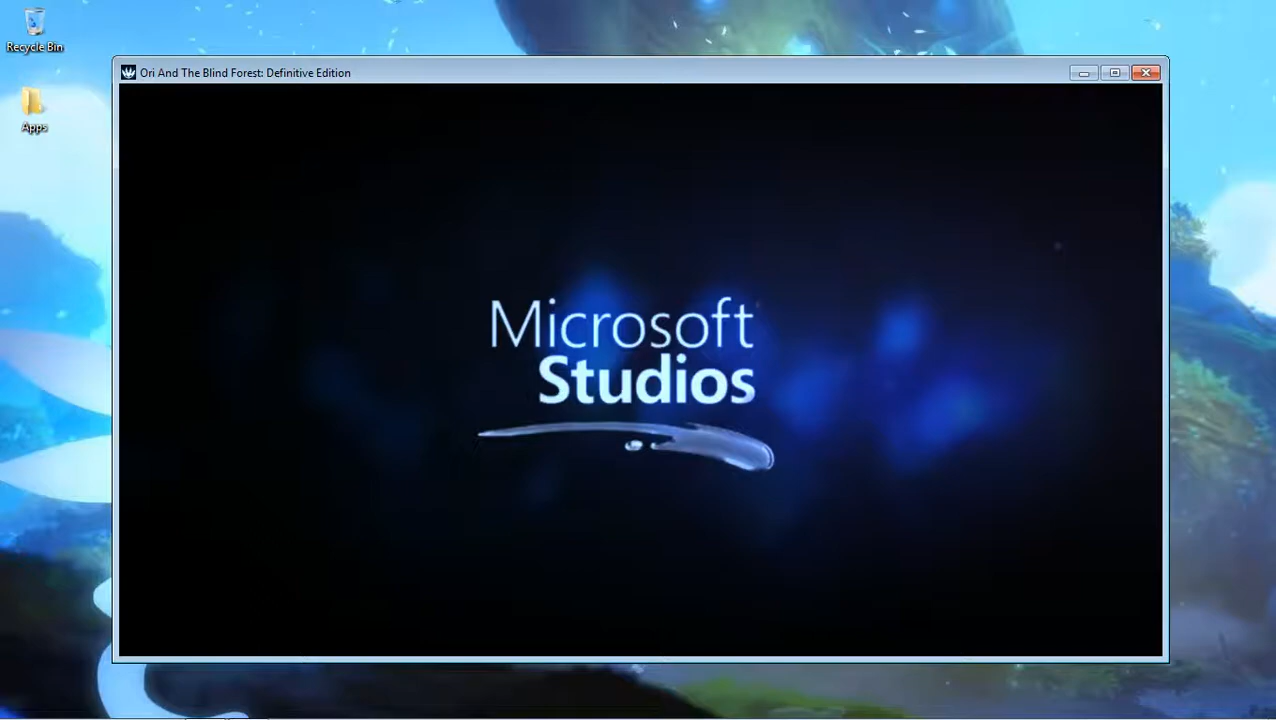 Recycle Bin
Ori And The Blind Forest: Definitive Edition
Apps
Microsoft
Studios